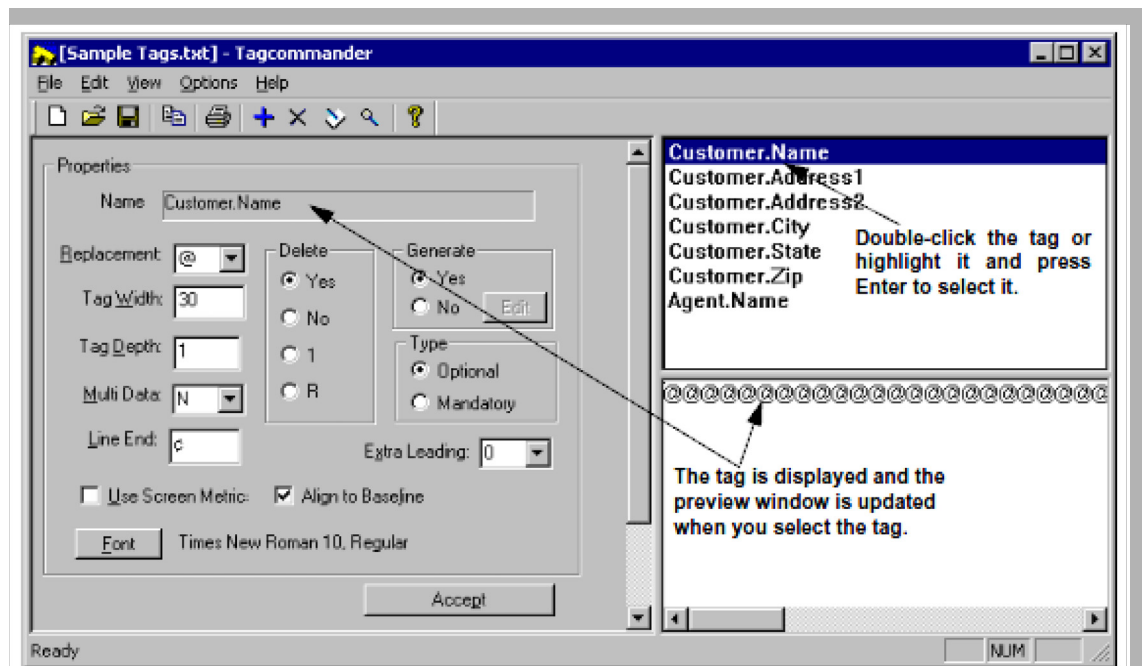 [Sample Tags.txt] - Tagcommander
File Edit View Options Help
Properties
Name Customer.Name
Replacement: @
Tag Width: 30
Tag Depth: 1
Multi Data: N
Line End: ¢
Delete
Yes
No
1
R
Generate
Yes
No Edit
Type
Optional
Mandatory
Extra Leading: 0
Use Screen Metric:
Align to Baseline
Font Times New Roman 10, Regular
Accept
Customer.Name
Customer.Address1
Customer.Address2
Customer.City
Customer.State
Customer.Zip
Agent.Name
Double-click the tag or
highlight it and press
Enter to select it.
@@@@@@@@@@@@@@@@@@@@@@@@@
The tag is displayed and the
preview window is updated
when you select the tag.
Ready NUM